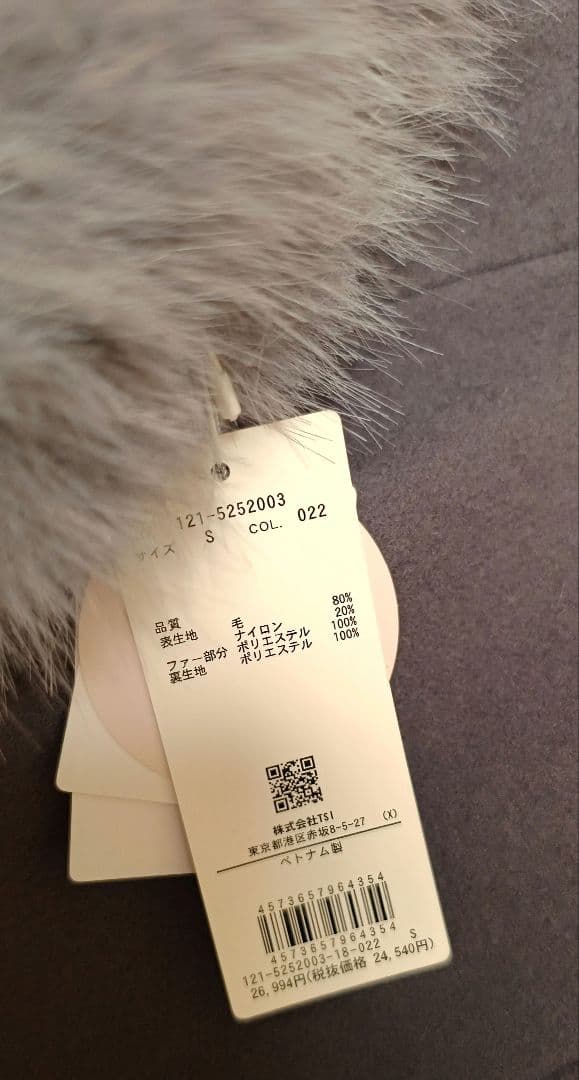 121-5252003
サイズ S COL. 022
品質
表生地 毛 80%
ナイロン 20%
ファー部分 ポリエステル 100%
裏生地 ポリエステル 100%
株式会社TSI
東京都港区赤坂8-5-27 (X)
ベトナム製
4573657964354
4573657964354
121-5252003-18-022 S
26,994円(税抜価格 24,540円)